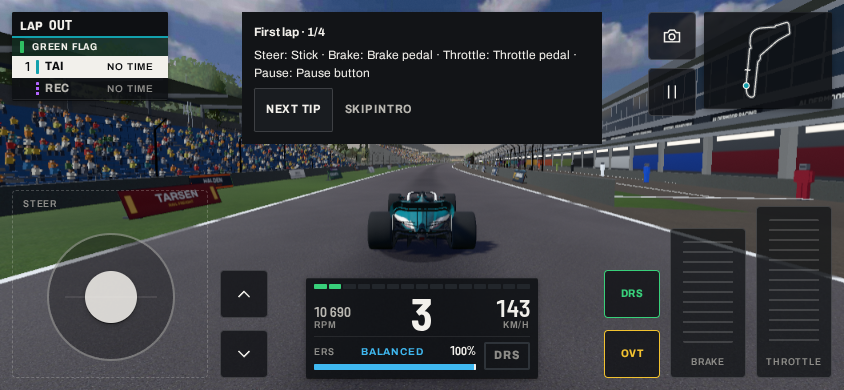 LAP OUT
GREEN FLAG
1 TAI NO TIME
REC NO TIME
First lap · 1/4
Steer: Stick · Brake: Brake pedal · Throttle: Throttle pedal ·
Pause: Pause button
NEXT TIP SKIP INTRO
TARSEN
STEER
10 690
RPM
3
143
KM/H
ERS BALANCED 100% DRS
DRS
OVT
BRAKE
THROTTLE